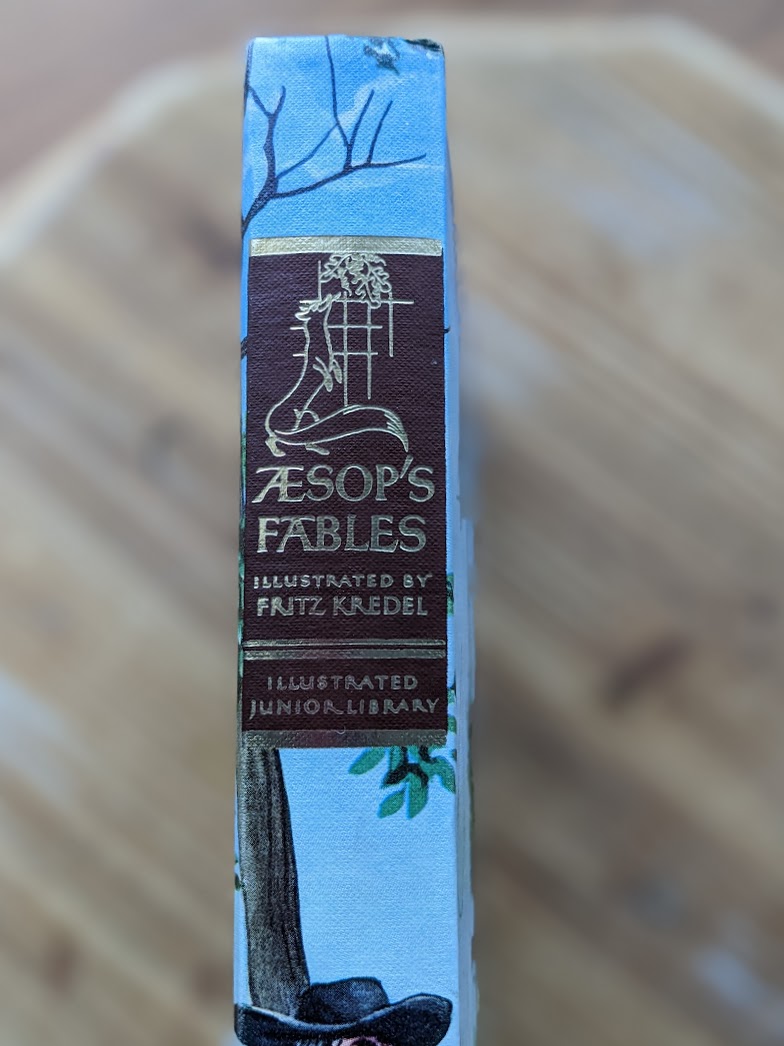 ÆSOP'S
FABLES
ILLUSTRATED BY
FRITZ KREDEL
ILLUSTRATED
JUNIOR LIBRARY